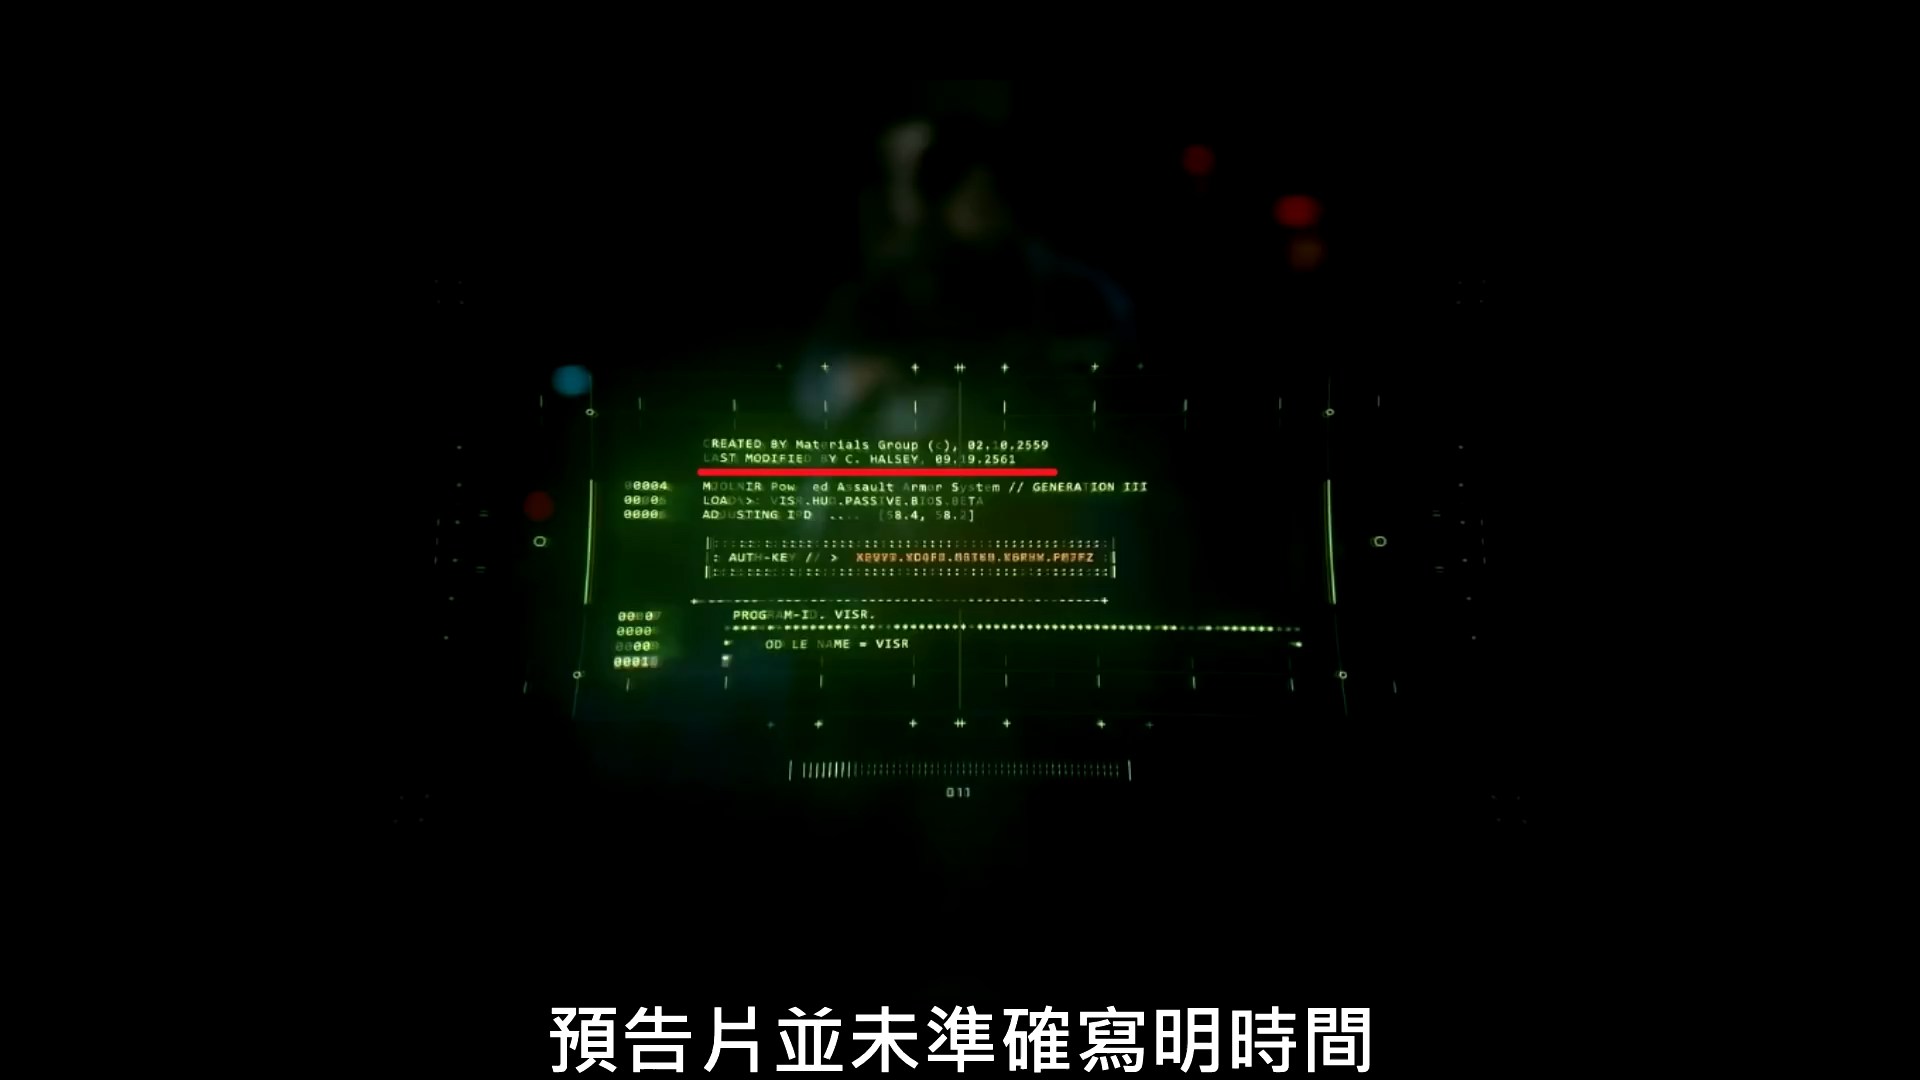 CREATED BY Materials Group (c), 02.10.2559
LAST MODIFIED BY C. HALSEY, 09.19.2561
00004 MJOLNIR Powered Assault Armor System // GENERATION III
LOAD >: VISR.HUD.PASSIVE.BIOS.BETA
ADJUSTING IPD .... [58.4, 58.2]
: AUTH-KEY // >
PROGRAM-ID. VISR.
MODULE NAME = VISR
011
預告片並未準確寫明時間